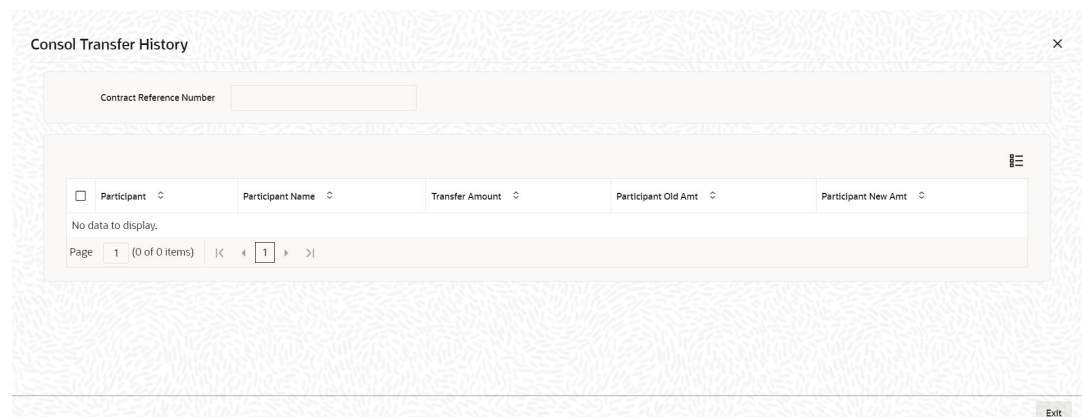 Consol Transfer History
Contract Reference Number
Participant Participant Name Transfer Amount Participant Old Amt Participant New Amt
No data to display.
Page 1 (0 of 0 items) 1
Exit